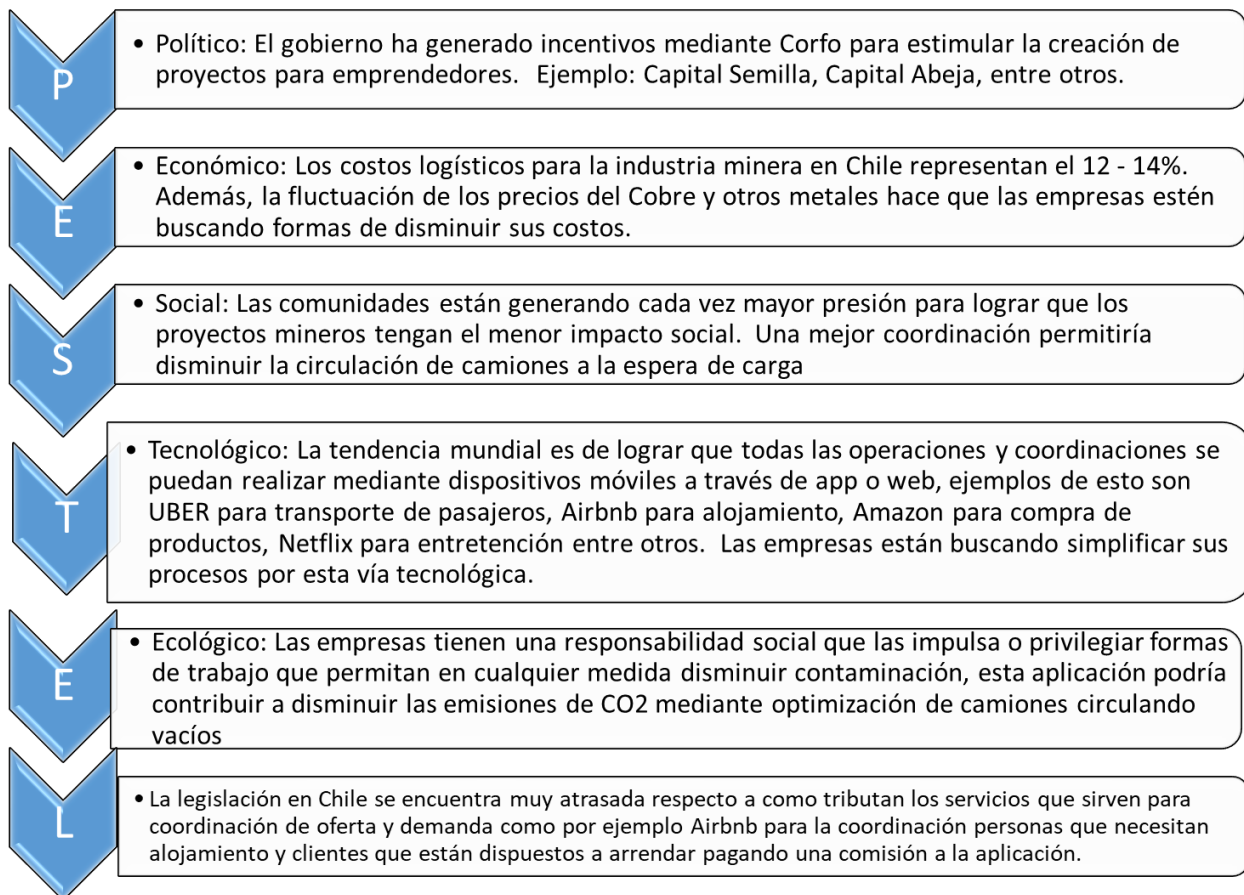 P
• Político: El gobierno ha generado incentivos mediante Corfo para estimular la creación de
proyectos para emprendedores.  Ejemplo: Capital Semilla, Capital Abeja, entre otros.
E
• Económico: Los costos logísticos para la industria minera en Chile representan el 12 - 14%.
Además, la fluctuación de los precios del Cobre y otros metales hace que las empresas estén
buscando formas de disminuir sus costos.
S
• Social: Las comunidades están generando cada vez mayor presión para lograr que los
proyectos mineros tengan el menor impacto social.  Una mejor coordinación permitiría
disminuir la circulación de camiones a la espera de carga
T
• Tecnológico: La tendencia mundial es de lograr que todas las operaciones y coordinaciones se
puedan realizar mediante dispositivos móviles a través de app o web, ejemplos de esto son
UBER para transporte de pasajeros, Airbnb para alojamiento, Amazon para compra de
productos, Netflix para entretención entre otros.  Las empresas están buscando simplificar sus
procesos por esta vía tecnológica.
E
• Ecológico: Las empresas tienen una responsabilidad social que las impulsa o privilegiar formas
de trabajo que permitan en cualquier medida disminuir contaminación, esta aplicación podría
contribuir a disminuir las emisiones de CO2 mediante optimización de camiones circulando
vacíos
L
• La legislación en Chile se encuentra muy atrasada respecto a como tributan los servicios que sirven para
coordinación de oferta y demanda como por ejemplo Airbnb para la coordinación personas que necesitan
alojamiento y clientes que están dispuestos a arrendar pagando una comisión a la aplicación.